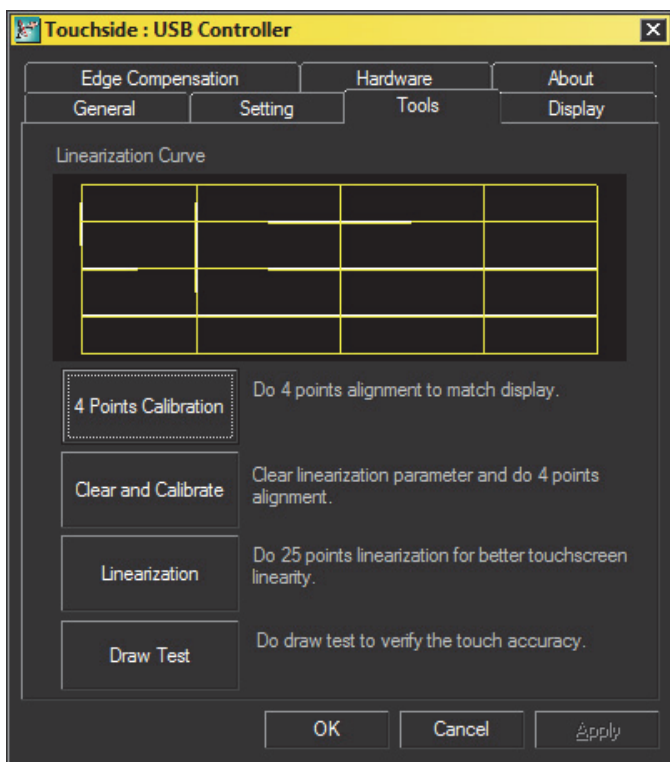 Touchside : USB Controller
Edge Compensation Hardware About
General Setting Tools Display
Linearization Curve
4 Points Calibration
Do 4 points alignment to match display.
Clear and Calibrate
Clear linearization parameter and do 4 points
alignment.
Linearization
Do 25 points linearization for better touchscreen
linearity.
Draw Test
Do draw test to verify the touch accuracy.
OK Cancel Apply